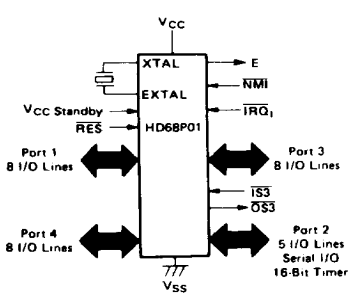 VCC
XTAL
E
EXTAL
NMI
VCC Standby
IRQ1
RES
HD68P01
Port 1
8 I/O Lines
Port 3
8 I/O Lines
IS3
OS3
Port 4
8 I/O Lines
Port 2
5 I/O Lines
Serial I/O
16-Bit Timer
VSS